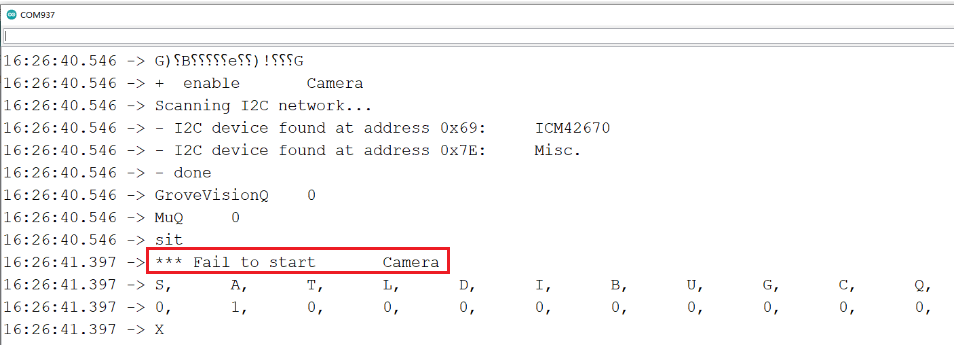 COM937
16:26:40.546 -> G)⸮B⸮⸮⸮⸮⸮e⸮⸮)!⸮⸮⸮G
16:26:40.546 -> +  enable       Camera
16:26:40.546 -> Scanning I2C network...
16:26:40.546 -> - I2C device found at address 0x69:     ICM42670
16:26:40.546 -> - I2C device found at address 0x7E:     Misc.
16:26:40.546 -> - done
16:26:40.546 -> GroveVisionQ    0
16:26:40.546 -> MuQ     0
16:26:40.546 -> sit
16:26:41.397 -> *** Fail to start       Camera
16:26:41.397 -> S,      A,      T,      L,      D,      I,      B,      U,      G,      C,      Q,
16:26:41.397 -> 0,      1,      0,      0,      0,      0,      0,      0,      0,      0,      0,
16:26:41.397 -> X